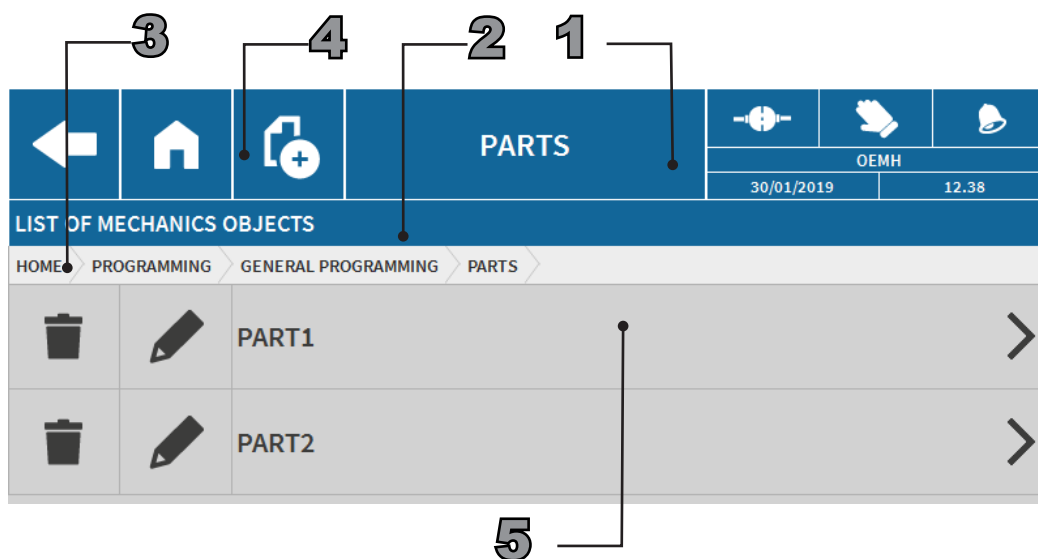 3 4 2 1
PARTS
OEMH
30/01/2019 12.38
LIST OF MECHANICS OBJECTS
HOME PROGRAMMING GENERAL PROGRAMMING PARTS
PART1
PART2
5